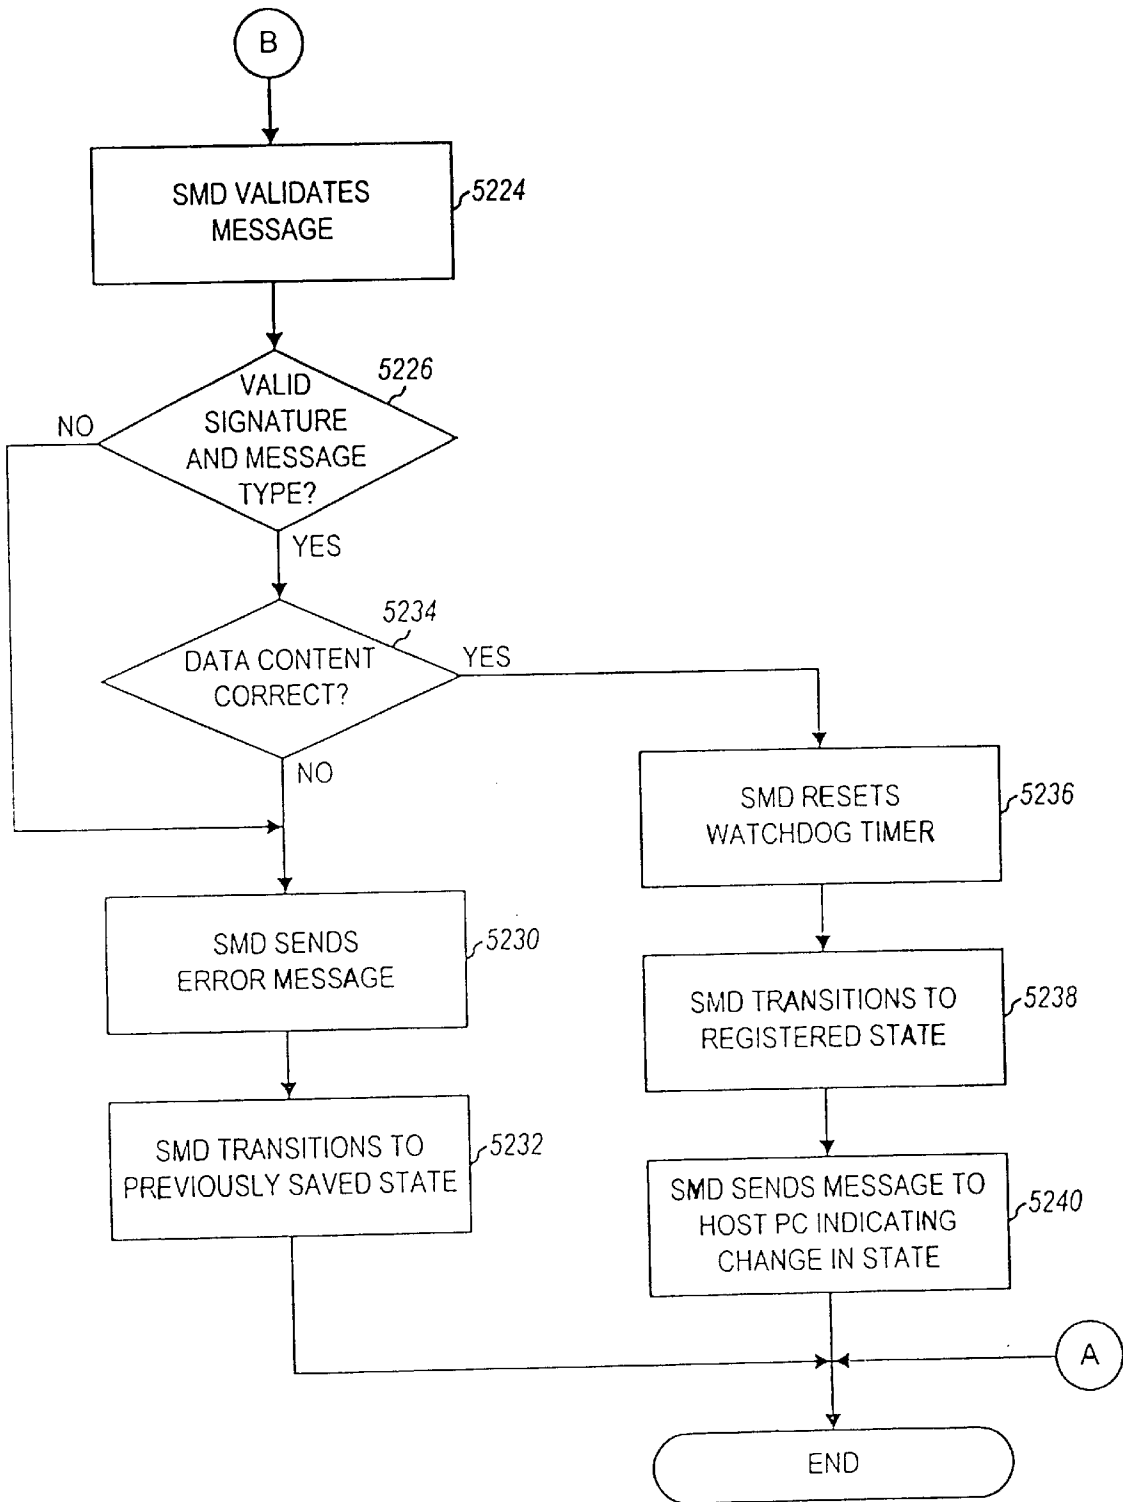 B
SMD VALIDATES
MESSAGE
5224
VALID
SIGNATURE
AND MESSAGE
TYPE?
5226
NO
YES
DATA CONTENT
CORRECT?
5234
YES
NO
SMD RESETS
WATCHDOG TIMER
5236
SMD SENDS
ERROR MESSAGE
5230
SMD TRANSITIONS TO
REGISTERED STATE
5238
SMD TRANSITIONS TO
PREVIOUSLY SAVED STATE
5232
SMD SENDS MESSAGE TO
HOST PC INDICATING
CHANGE IN STATE
5240
A
END